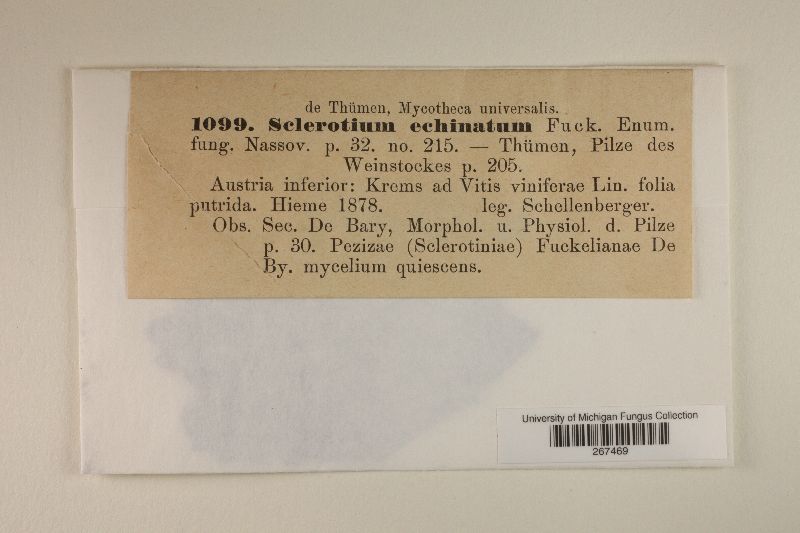 de Thümen, Mycotheca universalis.
1099. Sclerotium echinatum Fuck. Enum.
fung. Nassov. p. 32. no. 215. — Thümen, Pilze des
Weinstockes p. 205.
Austria inferior: Krems ad Vitis viniferae Lin. folia
putrida. Hieme 1878. leg. Schellenberger.
Obs. Sec. De Bary, Morphol. u. Physiol. d. Pilze
p. 30. Pezizae (Sclerotiniae) Fuckelianae De
By. mycelium quiescens.
University of Michigan Fungus Collection
267469